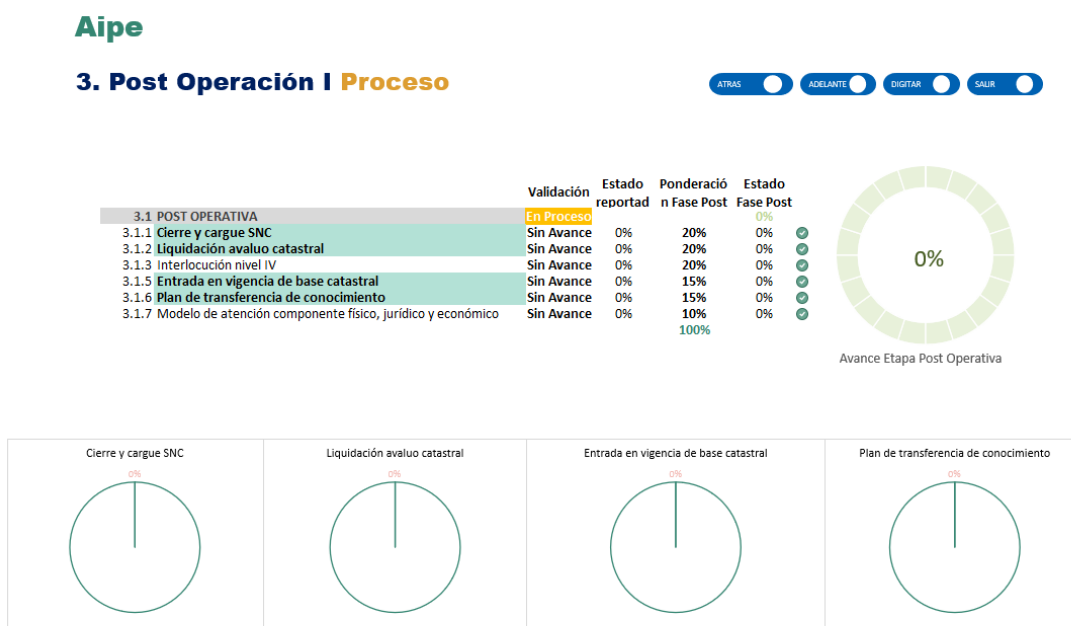 Aipe
3. Post Operación I Proceso
ATRAS ADELANTE DIGITAR SALIR
Validación Estado reportad Ponderació n Fase Post Estado Fase Post
3.1 POST OPERATIVA En Proceso 0%
3.1.1 Cierre y cargue SNC Sin Avance 0% 20% 0%
3.1.2 Liquidación avaluo catastral Sin Avance 0% 20% 0%
3.1.3 Interlocución nivel IV Sin Avance 0% 20% 0%
3.1.5 Entrada en vigencia de base catastral Sin Avance 0% 15% 0%
3.1.6 Plan de transferencia de conocimiento Sin Avance 0% 15% 0%
3.1.7 Modelo de atención componente físico, jurídico y económico Sin Avance 0% 10% 0%
100%
0%
Avance Etapa Post Operativa
Cierre y cargue SNC
0%
Liquidación avaluo catastral
0%
Entrada en vigencia de base catastral
0%
Plan de transferencia de conocimiento
0%